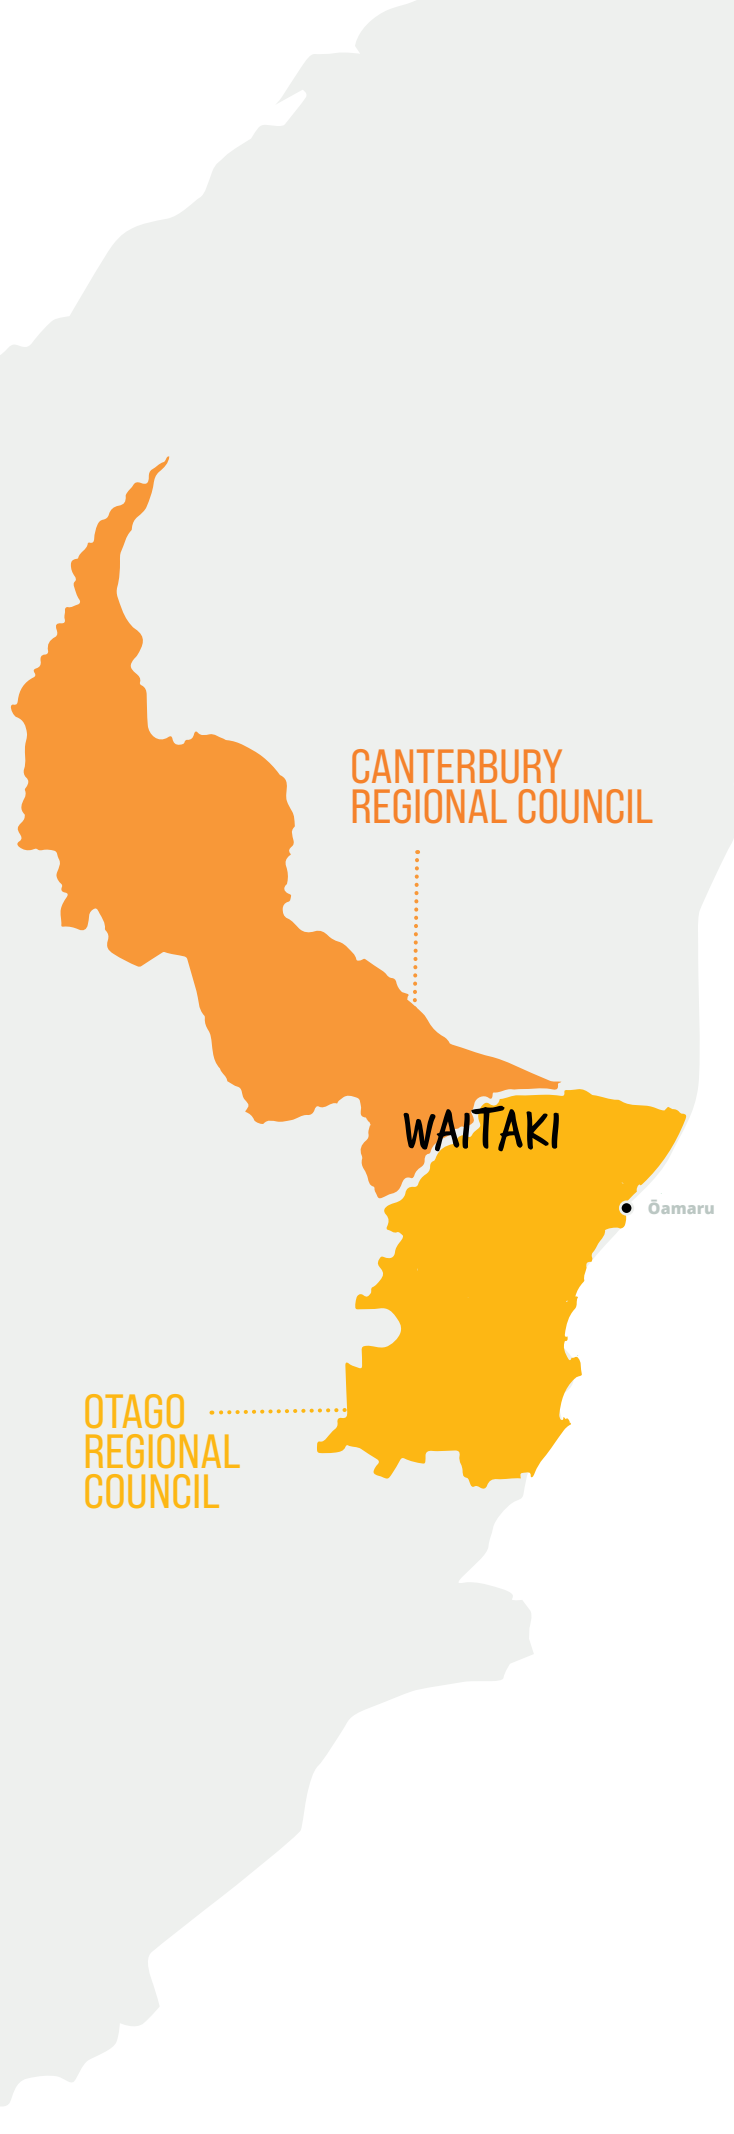 CANTERBURY
REGIONAL COUNCIL
WAITAKI
Ōamaru
OTAGO
REGIONAL
COUNCIL